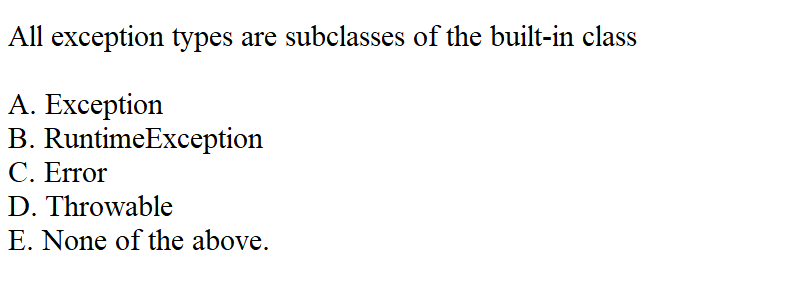 All exception types are subclasses of the built-in class
A. Exception
B. RuntimeException
C. Error
D. Throwable
E. None of the above.